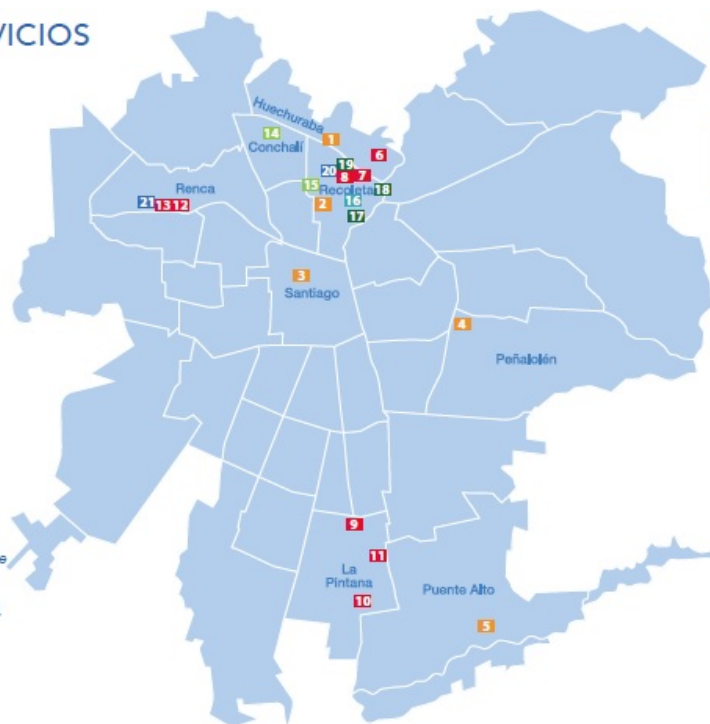 VICIOS
Huechuraba
14
1
Conchalí
19
6
20
8
7
15
Recoleta
18
Renca
16
21
13
12
2
17
3
Santiago
4
Peñalolén
9
11
La
Pintana
10
Puente Alto
5
e